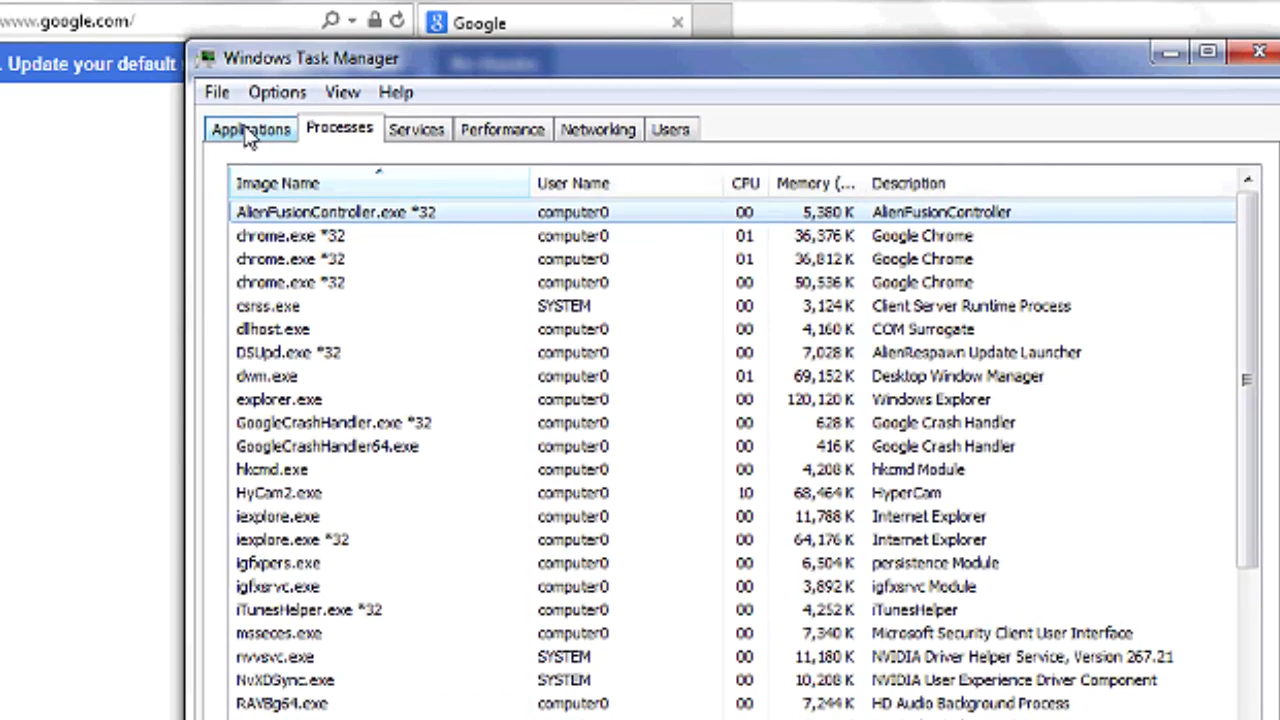 www.google.com/
Google
. Update your default
Windows Task Manager
File Options View Help
Applications Processes Services Performance Networking Users
Image Name User Name CPU Memory (... Description
AlienFusionController.exe *32 computer0 00 5,380 K AlienFusionController
chrome.exe *32 computer0 01 36,376 K Google Chrome
chrome.exe *32 computer0 01 36,812 K Google Chrome
chrome.exe *32 computer0 00 50,536 K Google Chrome
csrss.exe SYSTEM 00 3,124 K Client Server Runtime Process
dllhost.exe computer0 00 4,160 K COM Surrogate
DSUpd.exe *32 computer0 00 7,028 K AlienRespawn Update Launcher
dwm.exe computer0 01 69,152 K Desktop Window Manager
explorer.exe computer0 00 120,120 K Windows Explorer
GoogleCrashHandler.exe *32 computer0 00 628 K Google Crash Handler
GoogleCrashHandler64.exe computer0 00 416 K Google Crash Handler
hkcmd.exe computer0 00 4,208 K hkcmd Module
HyCam2.exe computer0 10 68,464 K HyperCam
iexplore.exe computer0 00 11,788 K Internet Explorer
iexplore.exe *32 computer0 00 64,176 K Internet Explorer
igfxpers.exe computer0 00 6,504 K persistence Module
igfxsrvc.exe computer0 00 3,892 K igfxsrvc Module
iTunesHelper.exe *32 computer0 00 4,252 K iTunesHelper
msseces.exe computer0 00 7,340 K Microsoft Security Client User Interface
nvvsvc.exe SYSTEM 00 11,180 K NVIDIA Driver Helper Service, Version 267.21
NvXDSync.exe SYSTEM 00 10,208 K NVIDIA User Experience Driver Component
RAVBg64.exe computer0 00 7,244 K HD Audio Background Process